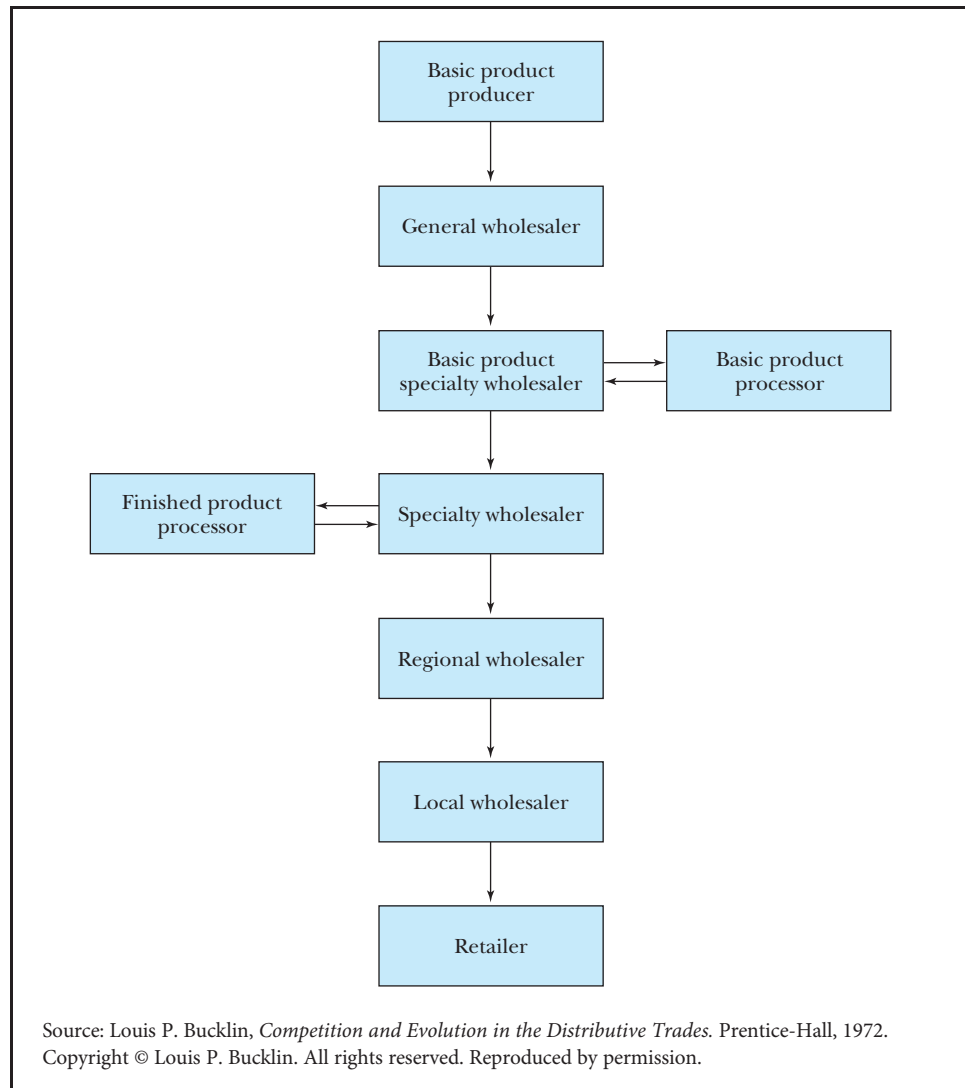 Basic product
producer
General wholesaler
Basic product
specialty wholesaler
Basic product
processor
Finished product
processor
Specialty wholesaler
Regional wholesaler
Local wholesaler
Retailer
Source: Louis P. Bucklin, Competition and Evolution in the Distributive Trades. Prentice-Hall, 1972.
Copyright © Louis P. Bucklin. All rights reserved. Reproduced by permission.